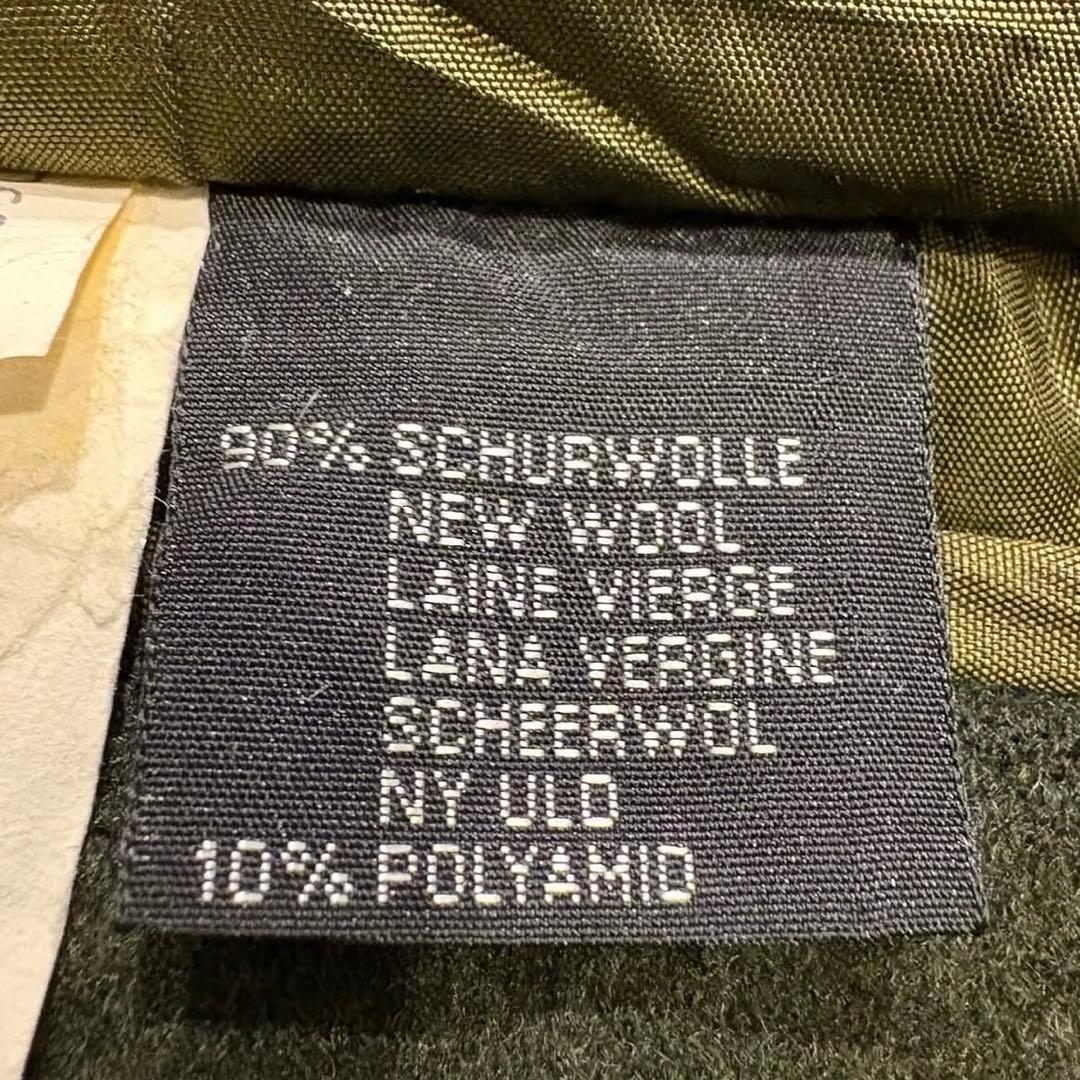 90% SCHURWOLLE
NEW WOOL
LAINE VIERGE
LANA VERGINE
SCHEERWOL
NY ULD
10% POLYAMID